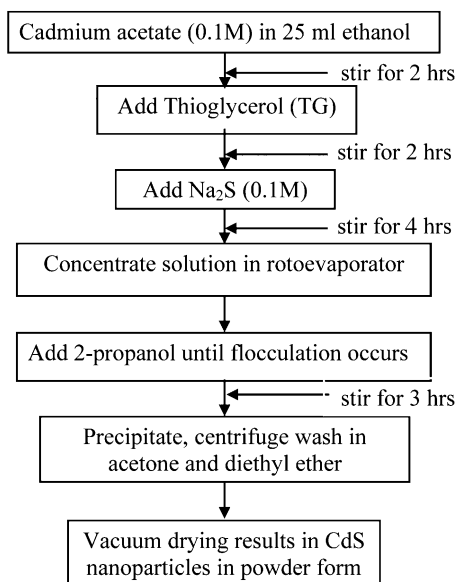 Cadmium acetate (0.1M) in 25 ml ethanol
stir for 2 hrs
Add Thioglycerol (TG)
stir for 2 hrs
Add Na₂S (0.1M)
stir for 4 hrs
Concentrate solution in rotoevaporator
Add 2-propanol until flocculation occurs
stir for 3 hrs
Precipitate, centrifuge wash in
acetone and diethyl ether
Vacuum drying results in CdS
nanoparticles in powder form